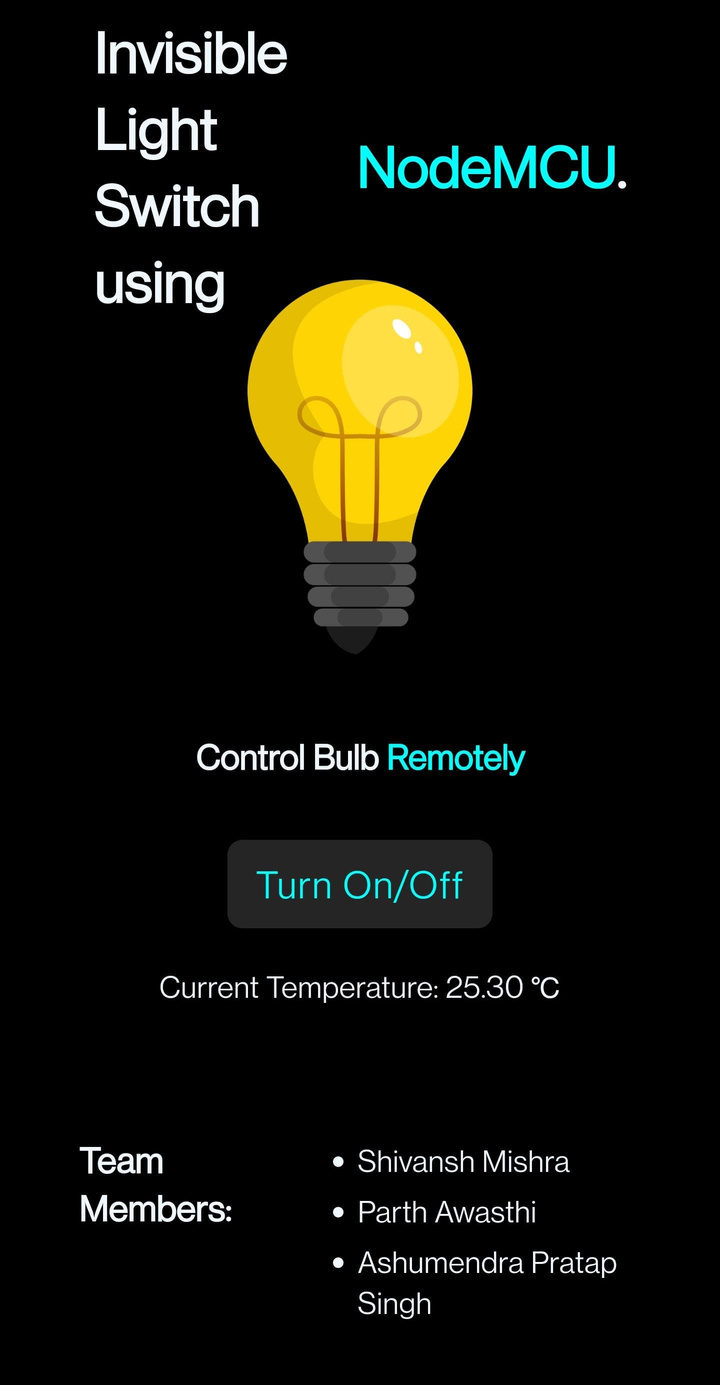 Invisible
Light
Switch
using
NodeMCU.
Control Bulb Remotely
Turn On/Off
Current Temperature: 25.30 °C
Team
Members:
• Shivansh Mishra
• Parth Awasthi
• Ashumendra Pratap
Singh